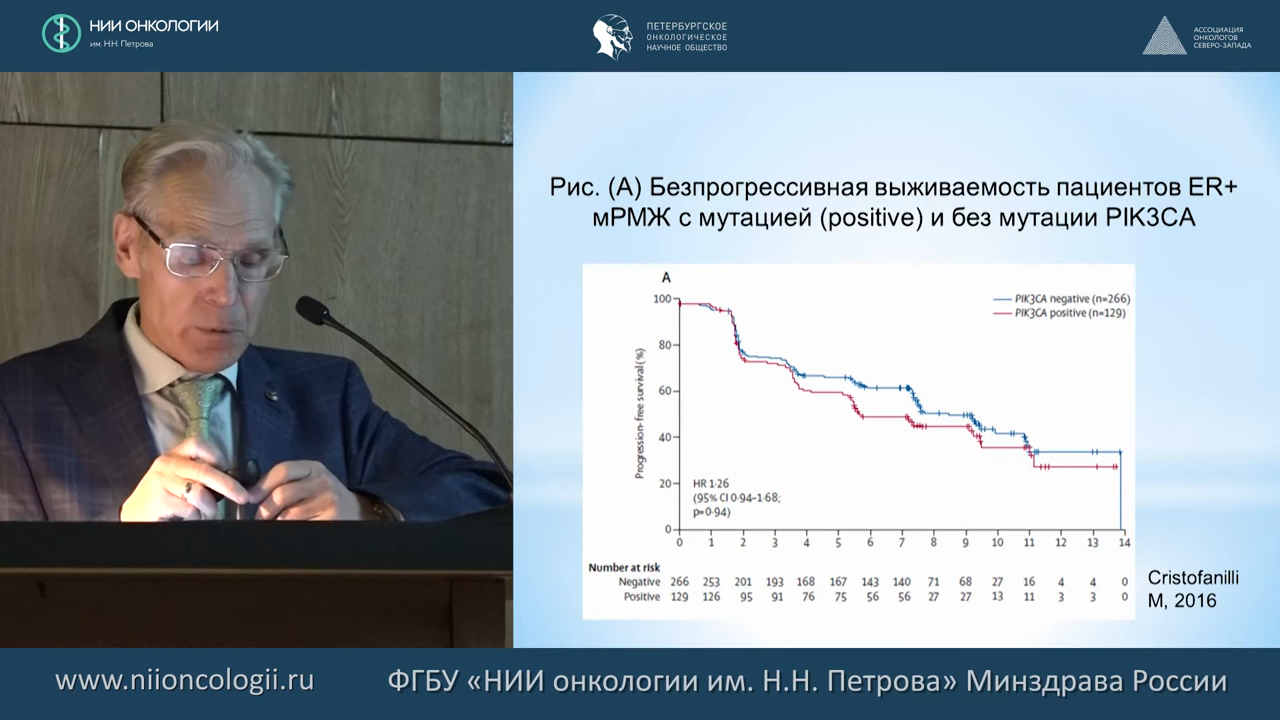 НИИ ОНКОЛОГИИ
им. Н.Н. Петрова
ПЕТЕРБУРГСКОЕ
ОНКОЛОГИЧЕСКОЕ
НАУЧНОЕ ОБЩЕСТВО
АССОЦИАЦИЯ
ОНКОЛОГОВ
СЕВЕРО-ЗАПАДА
Рис. (А) Безпрогрессивная выживаемость пациентов ER+
мРМЖ с мутацией (positive) и без мутации PIK3CA
A
PIK3CA negative (n=266)
PIK3CA positive (n=129)
Progression-free survival (%)
100
80
60
40
20
0
HR 1·26
(95% CI 0·94–1·68;
p=0·94)
0 1 2 3 4 5 6 7 8 9 10 11 12 13 14
Number at risk
Negative 266 253 201 193 168 167 143 140 71 68 27 16 4 4 0
Positive 129 126 95 91 76 75 56 56 27 27 13 11 3 3 0
Cristofanilli
M, 2016
www.niioncologii.ru
ФГБУ «НИИ онкологии им. Н.Н. Петрова» Минздрава России